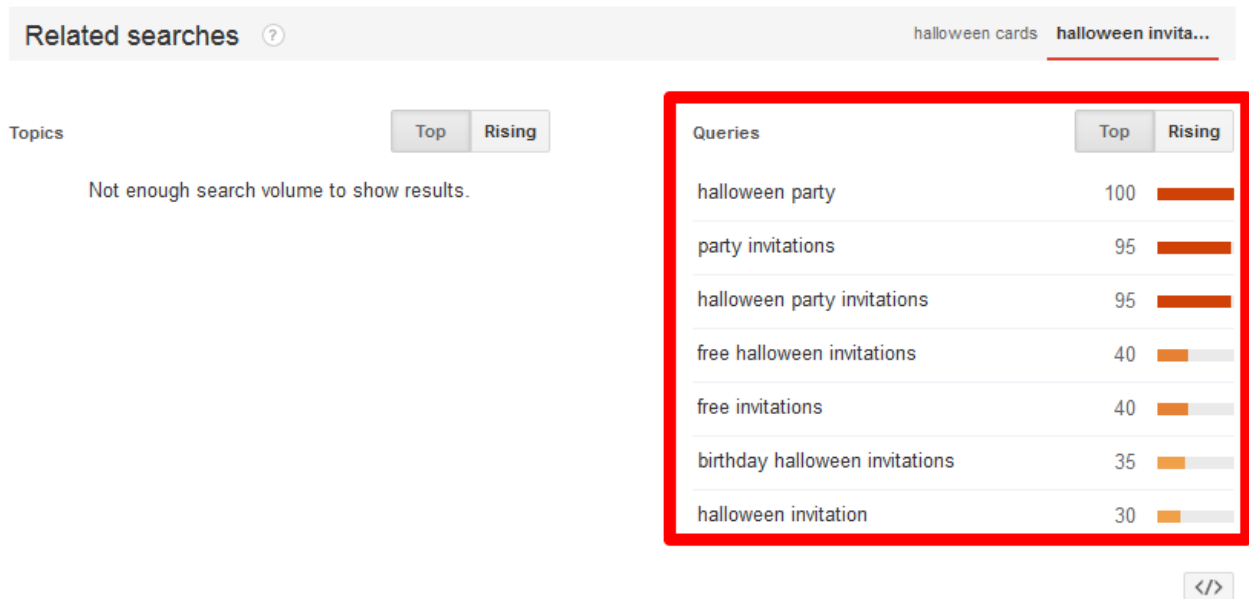 Related searches ? halloween cards halloween invita...
Topics Top Rising
Not enough search volume to show results.
Queries Top Rising
halloween party 100
party invitations 95
halloween party invitations 95
free halloween invitations 40
free invitations 40
birthday halloween invitations 35
halloween invitation 30
</>